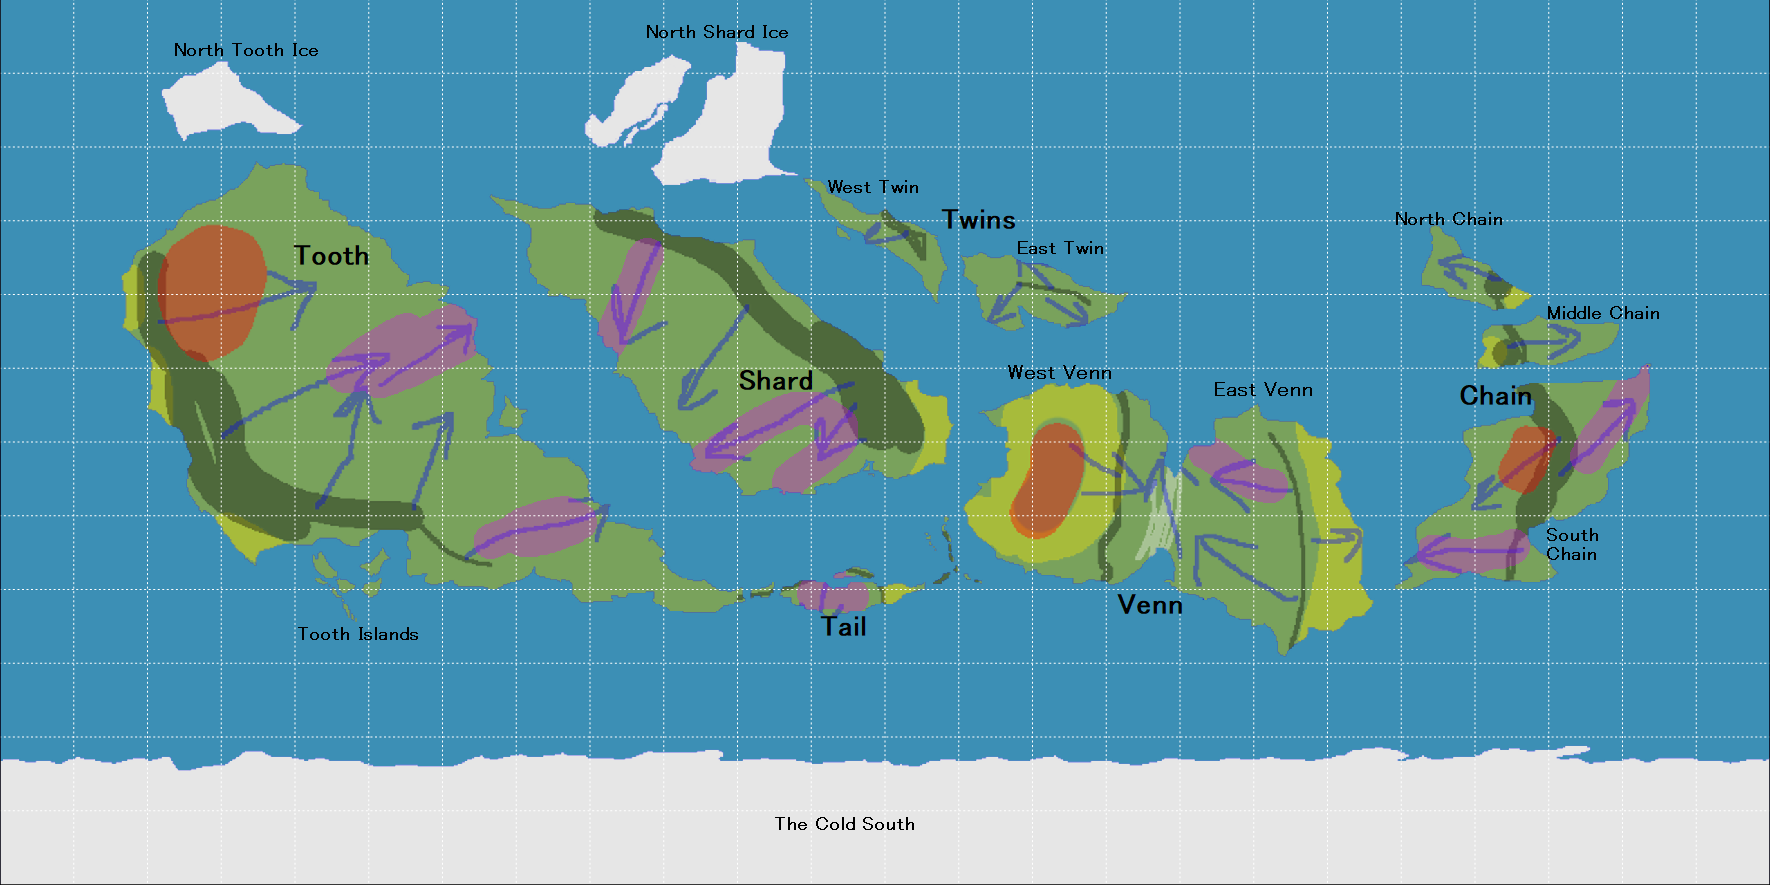 North Shard Ice
North Tooth Ice
West Twin
Twins
North Chain
East Twin
Tooth
Middle Chain
West Venn
Shard
East Venn
Chain
South
Chain
Venn
Tail
Tooth Islands
The Cold South